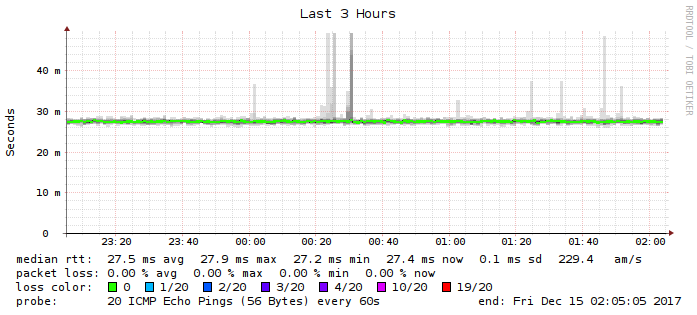 Last 3 Hours
RRDTOOL / TOBI OETIKER
Seconds
40 m
30 m
20 m
10 m
0
23:20 23:40 00:00 00:20 00:40 01:00 01:20 01:40 02:00
median rtt: 27.5 ms avg 27.9 ms max 27.2 ms min 27.4 ms now 0.1 ms sd 229.4 am/s
packet loss: 0.00 % avg 0.00 % max 0.00 % min 0.00 % now
loss color: 0 1/20 2/20 3/20 4/20 10/20 19/20
probe: 20 ICMP Echo Pings (56 Bytes) every 60s end: Fri Dec 15 02:05:05 2017